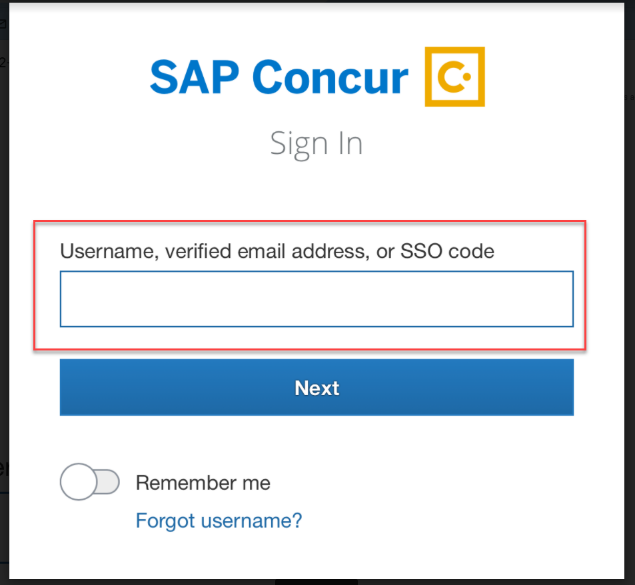 SAP Concur
Sign In
Username, verified email address, or SSO code
Next
Remember me
Forgot username?